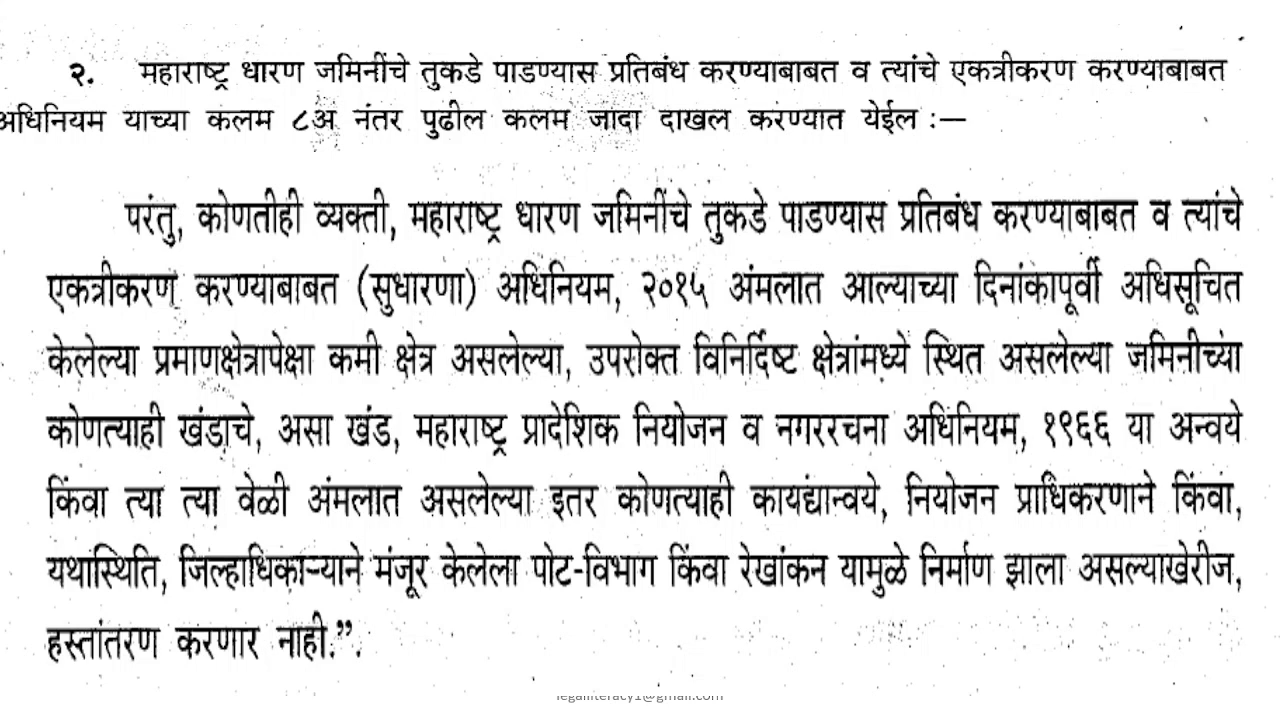 २. महाराष्ट्र धारण जमिनींचे तुकडे पाडण्यास प्रतिबंध करण्याबाबत व त्यांचे एकत्रीकरण करण्याबाबत
अधिनियम याच्या कलम ८अ नंतर पुढील कलम जादा दाखल करण्यात येईल :—
परंतु, कोणतीही व्यक्ती, महाराष्ट्र धारण जमिनींचे तुकडे पाडण्यास प्रतिबंध करण्याबाबत व त्यांचे
एकत्रीकरण करण्याबाबत (सुधारणा) अधिनियम, २०१५ अंमलात आल्याच्या दिनांकापूर्वी अधिसूचित
केलेल्या प्रमाणक्षेत्रापेक्षा कमी क्षेत्र असलेल्या, उपरोक्त विनिर्दिष्ट क्षेत्रांमध्ये स्थित असलेल्या जमिनीच्या
कोणत्याही खंडाचे, असा खंड, महाराष्ट्र प्रादेशिक नियोजन व नगररचना अधिनियम, १९६६ या अन्वये
किंवा त्या त्या वेळी अंमलात असलेल्या इतर कोणत्याही कायद्यान्वये, नियोजन प्राधिकरणाने किंवा,
यथास्थिति, जिल्हाधिकाऱ्याने मंजूर केलेला पोट-विभाग किंवा रेखांकन यामुळे निर्माण झाला असल्याखेरीज,
हस्तांतरण करणार नाही.”.
legalliteracy1@gmail.com